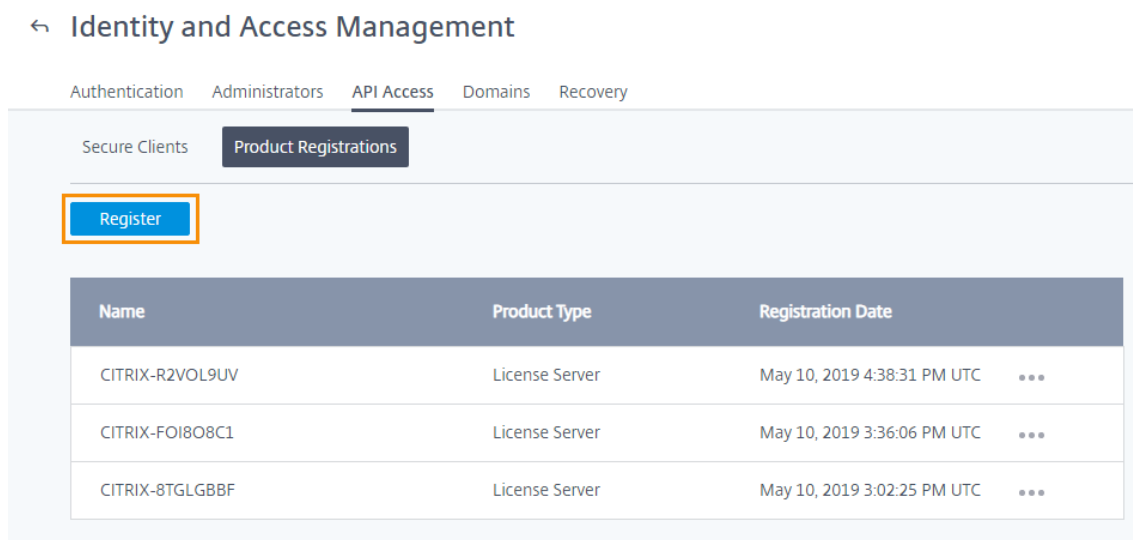 Identity and Access Management
Authentication Administrators API Access Domains Recovery
Secure Clients Product Registrations
Register
Name Product Type Registration Date
CITRIX-R2VOL9UV License Server May 10, 2019 4:38:31 PM UTC
CITRIX-FOI8O8C1 License Server May 10, 2019 3:36:06 PM UTC
CITRIX-8TGLGBBF License Server May 10, 2019 3:02:25 PM UTC